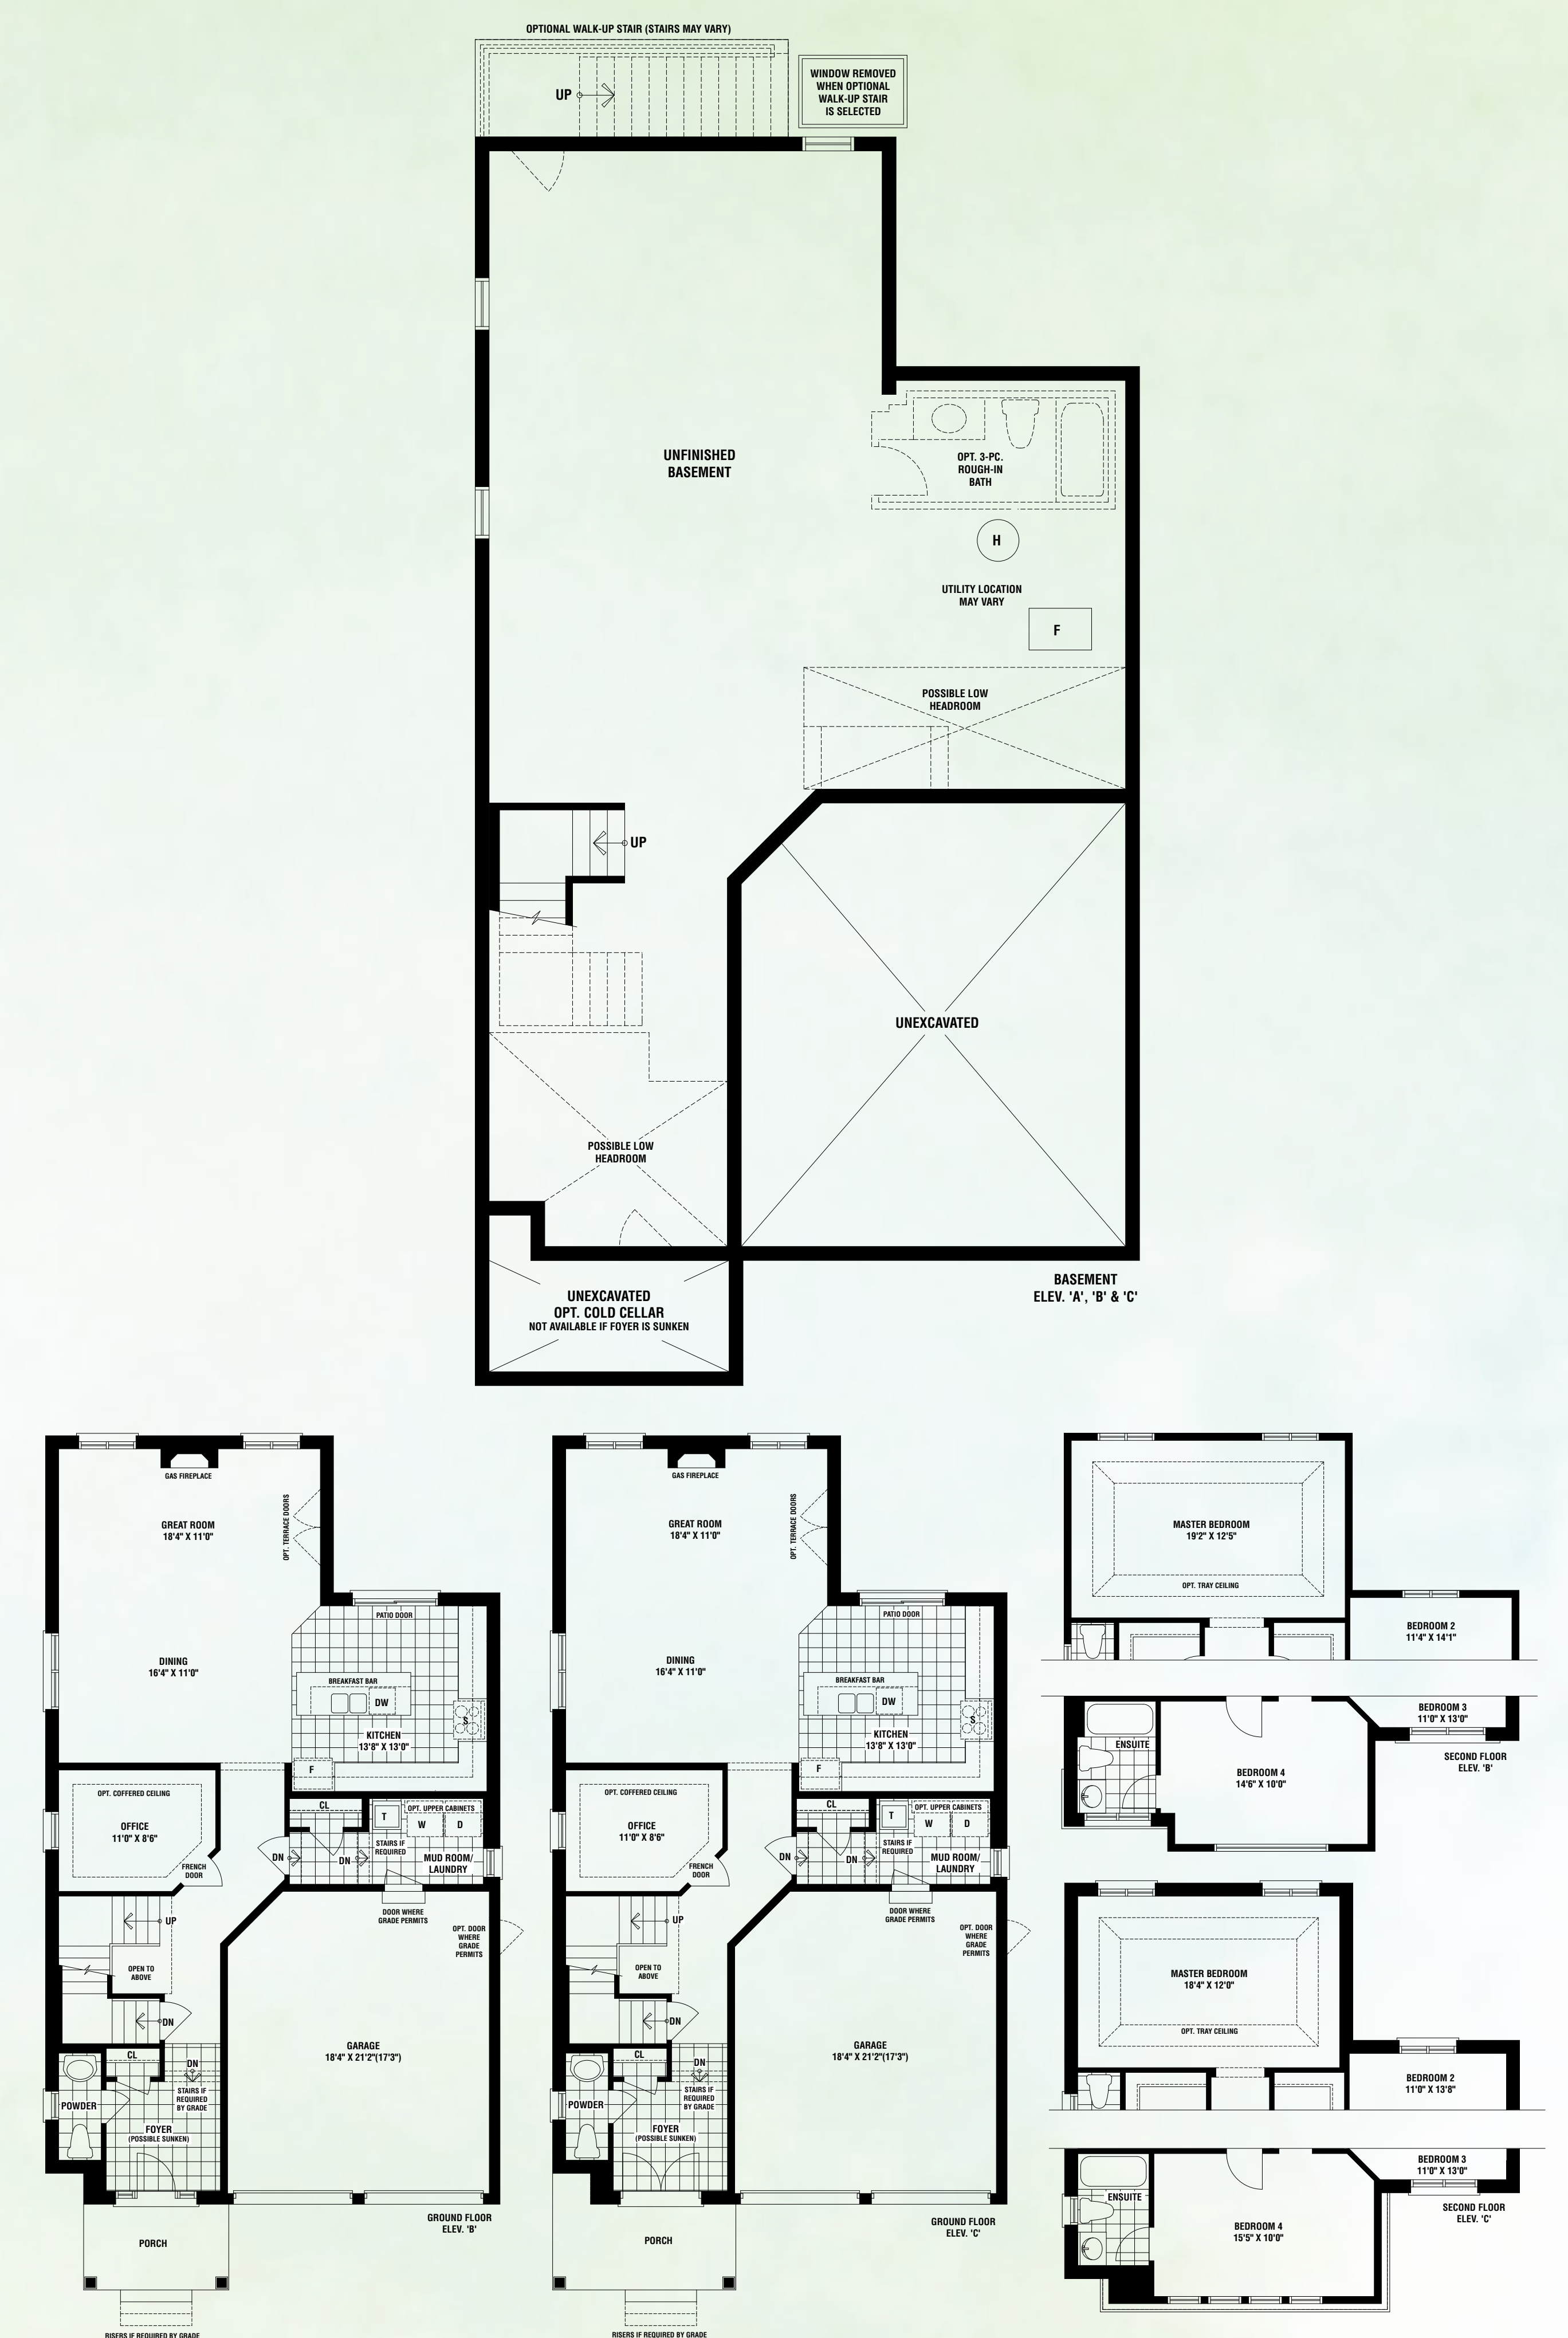 OPTIONAL WALK-UP STAIR (STAIRS MAY VARY)
UP
WINDOW REMOVED
WHEN OPTIONAL
WALK-UP STAIR
IS SELECTED
UNFINISHED
BASEMENT
OPT. 3-PC.
ROUGH-IN
BATH
H
UTILITY LOCATION
MAY VARY
F
POSSIBLE LOW
HEADROOM
UP
UNEXCAVATED
POSSIBLE LOW
HEADROOM
UNEXCAVATED
OPT. COLD CELLAR
NOT AVAILABLE IF FOYER IS SUNKEN
BASEMENT
ELEV. 'A', 'B' & 'C'
GAS FIREPLACE
GREAT ROOM
18'4" X 11'0"
OPT. TERRACE DOORS
PATIO DOOR
DINING
16'4" X 11'0"
BREAKFAST BAR
DW
S
KITCHEN
13'8" X 13'0"
F
OPT. COFFERED CEILING
OFFICE
11'0" X 8'6"
FRENCH
DOOR
CL
T
OPT. UPPER CABINETS
W
D
STAIRS IF
REQUIRED
DN
DN
MUD ROOM/
LAUNDRY
DOOR WHERE
GRADE PERMITS
OPT. DOOR
WHERE
GRADE
PERMITS
UP
OPEN TO
ABOVE
DN
CL
DN
STAIRS IF
REQUIRED
BY GRADE
POWDER
FOYER
(POSSIBLE SUNKEN)
GARAGE
18'4" X 21'2"(17'3")
GROUND FLOOR
ELEV. 'B'
PORCH
RISERS IF REQUIRED BY GRADE
GAS FIREPLACE
GREAT ROOM
18'4" X 11'0"
OPT. TERRACE DOORS
PATIO DOOR
DINING
16'4" X 11'0"
BREAKFAST BAR
DW
S
KITCHEN
13'8" X 13'0"
F
OPT. COFFERED CEILING
OFFICE
11'0" X 8'6"
FRENCH
DOOR
CL
T
OPT. UPPER CABINETS
W
D
STAIRS IF
REQUIRED
DN
DN
MUD ROOM/
LAUNDRY
DOOR WHERE
GRADE PERMITS
OPT. DOOR
WHERE
GRADE
PERMITS
UP
OPEN TO
ABOVE
DN
CL
DN
STAIRS IF
REQUIRED
BY GRADE
POWDER
FOYER
(POSSIBLE SUNKEN)
GARAGE
18'4" X 21'2"(17'3")
GROUND FLOOR
ELEV. 'C'
PORCH
RISERS IF REQUIRED BY GRADE
MASTER BEDROOM
19'2" X 12'5"
OPT. TRAY CEILING
BEDROOM 2
11'4" X 14'1"
BEDROOM 3
11'0" X 13'0"
ENSUITE
BEDROOM 4
14'6" X 10'0"
SECOND FLOOR
ELEV. 'B'
MASTER BEDROOM
18'4" X 12'0"
OPT. TRAY CEILING
BEDROOM 2
11'0" X 13'8"
BEDROOM 3
11'0" X 13'0"
ENSUITE
BEDROOM 4
15'5" X 10'0"
SECOND FLOOR
ELEV. 'C'